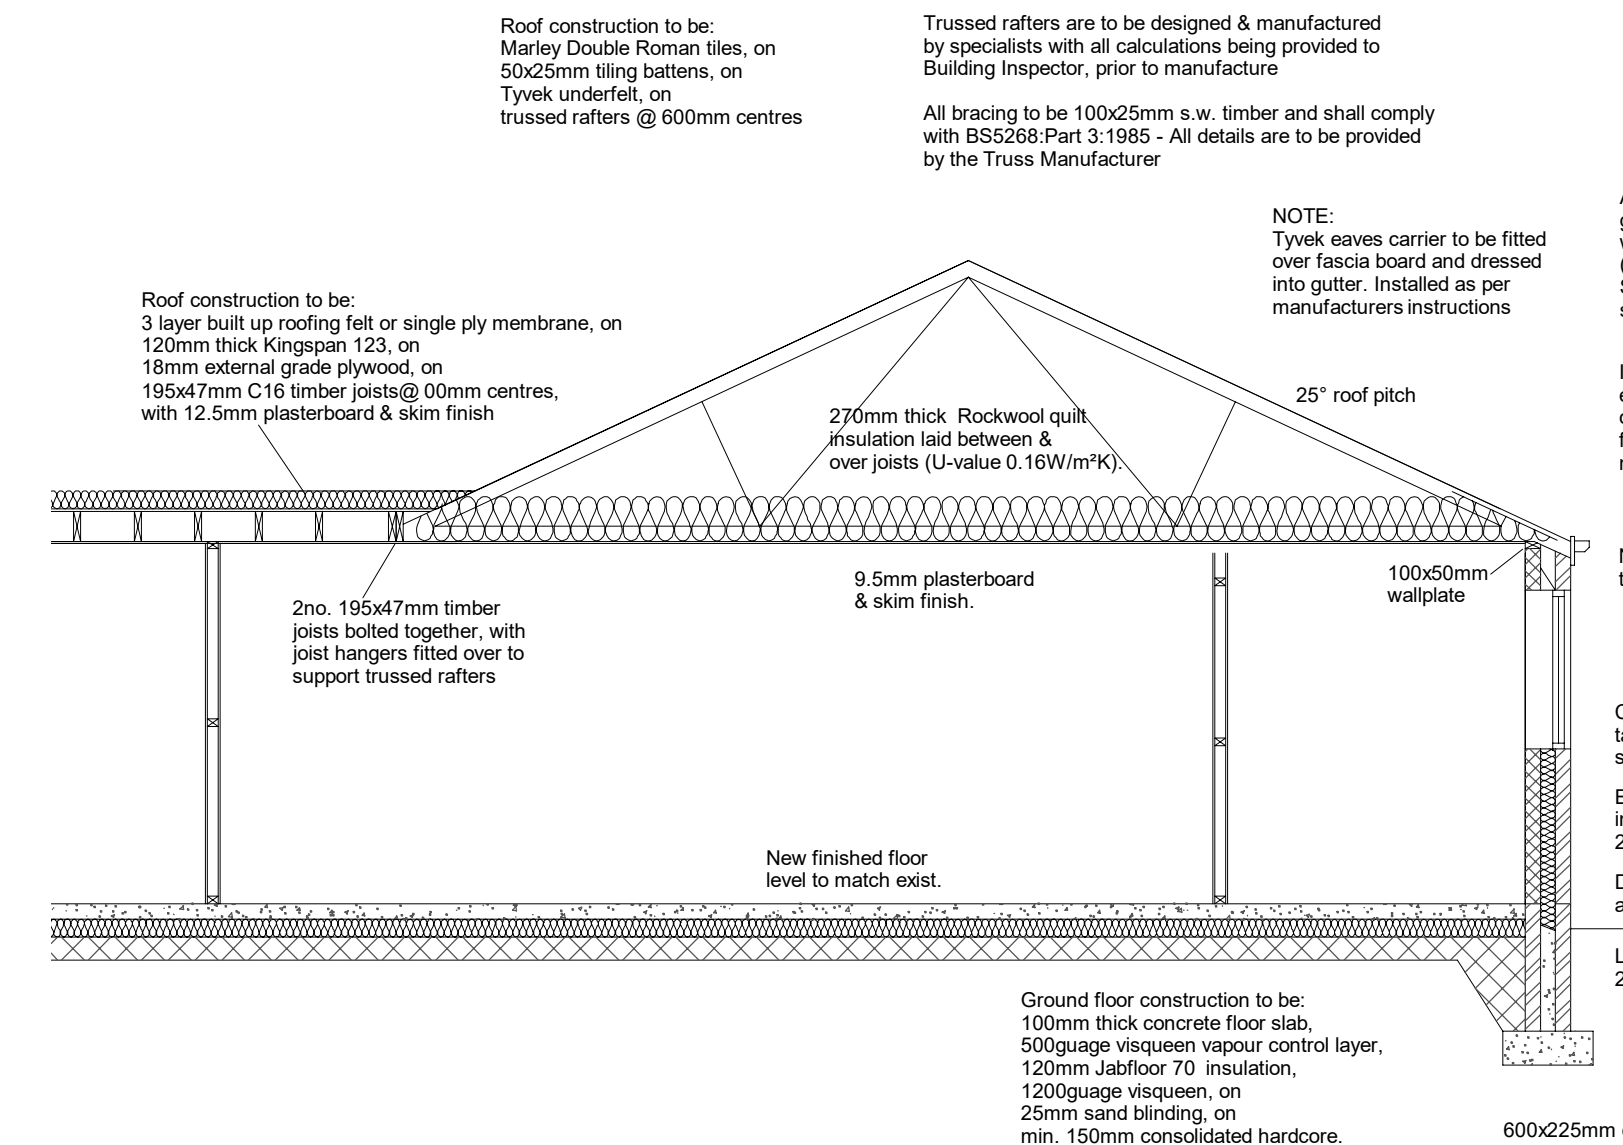 Roof construction to be:
Marley Double Roman tiles, on
50x25mm tiling battens, on
Tyvek underfelt, on
trussed rafters @ 600mm centres
Trussed rafters are to be designed & manufactured
by specialists with all calculations being provided to
Building Inspector, prior to manufacture
All bracing to be 100x25mm s.w. timber and shall comply
with BS5268:Part 3:1985 - All details are to be provided
by the Truss Manufacturer
NOTE:
Tyvek eaves carrier to be fitted
over fascia board and dressed
into gutter. Installed as per
manufacturers instructions
Roof construction to be:
3 layer built up roofing felt or single ply membrane, on
120mm thick Kingspan 123, on
18mm external grade plywood, on
195x47mm C16 timber joists@ 00mm centres,
with 12.5mm plasterboard & skim finish
25° roof pitch
270mm thick  Rockwool quilt
insulation laid between &
over joists (U-value 0.16W/m²K).
9.5mm plasterboard
& skim finish.
100x50mm
wallplate
2no. 195x47mm timber
joists bolted together, with
joist hangers fitted over to
support trussed rafters
New finished floor
level to match exist.
Ground floor construction to be:
100mm thick concrete floor slab,
500guage visqueen vapour control layer,
120mm Jabfloor 70  insulation,
1200guage visqueen, on
25mm sand blinding, on
min. 150mm consolidated hardcore.
600x225mm